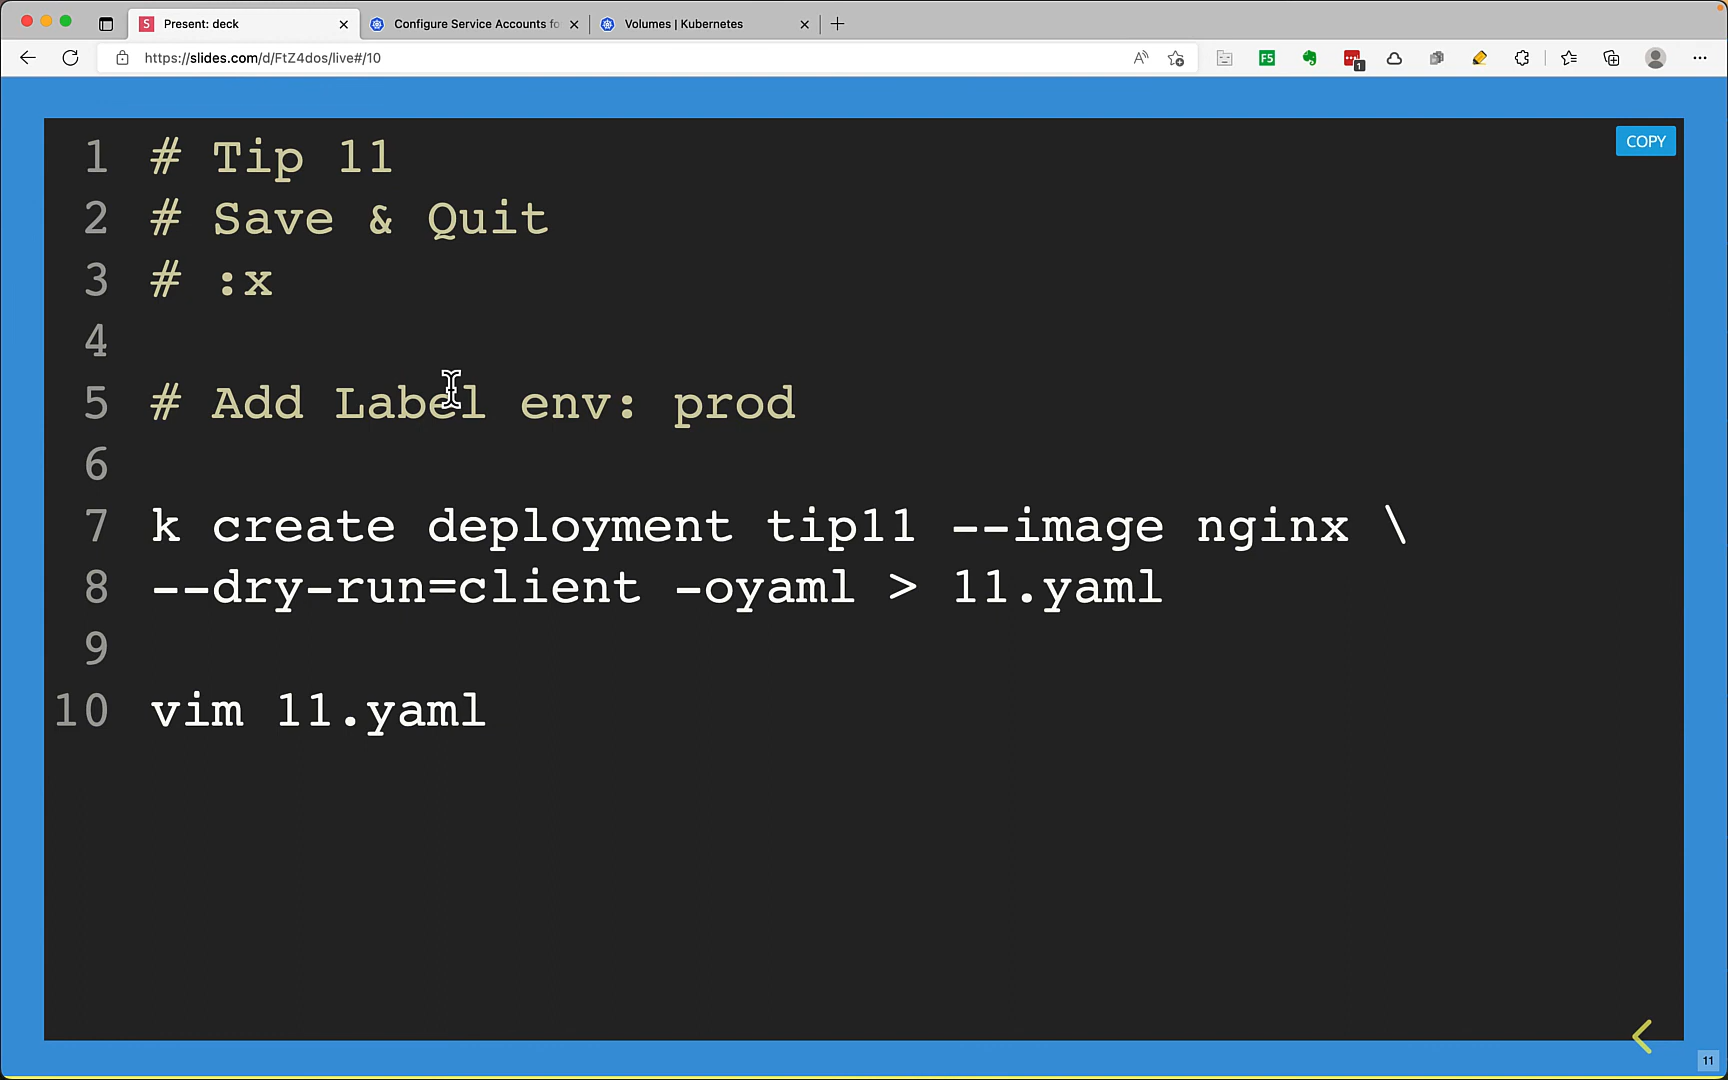 Present: deck
Configure Service Accounts fo
Volumes | Kubernetes
https://slides.com/d/FtZ4dos/live#/10
COPY
1 # Tip 11
2 # Save & Quit
3 # :x
4
5 # Add Label env: prod
6
7 k create deployment tip11 --image nginx \
8 --dry-run=client -oyaml > 11.yaml
9
10 vim 11.yaml
11